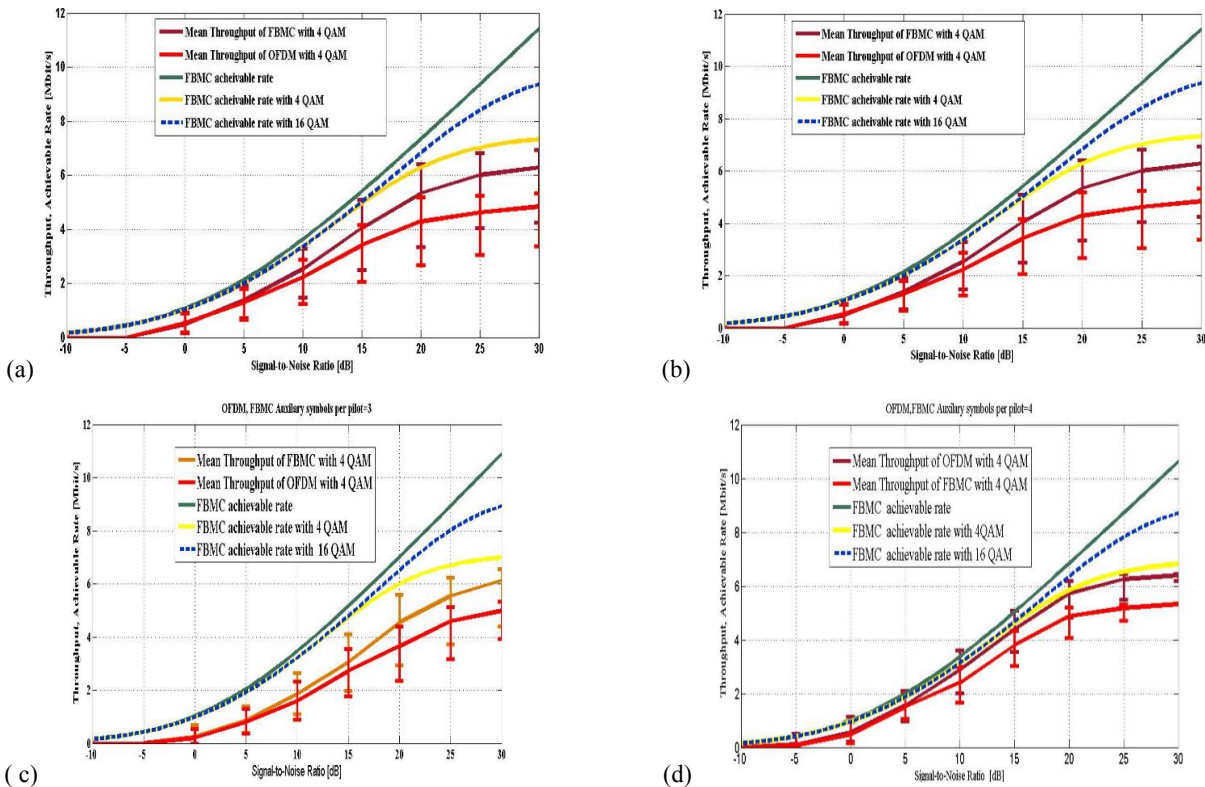 (a)
Throughput, Achievable Rate [Mbit/s]
12
10
8
6
4
2
0
Mean Throughput of FBMC with 4 QAM
Mean Throughput of OFDM with 4 QAM
FBMC acheivable rate
FBMC acheivable rate with 4 QAM
FBMC acheivable rate with 16 QAM
-10 -5 0 5 10 15 20 25 30
Signal-to-Noise Ratio [dB]
(b)
Throughput, Achievable Rate [Mbit/s]
12
10
8
6
4
2
0
Mean Throughput of FBMC with 4 QAM
Mean Throughput of OFDM with 4 QAM
FBMC acheivable rate
FBMC acheivable rate with 4 QAM
FBMC acheivable rate with 16 QAM
-10 -5 0 5 10 15 20 25 30
Signal-to-Noise Ratio [dB]
( c)
OFDM, FBMC Auxilary symbols per pilot=3
Throughput, Achievable Rate [Mbit/s]
12
10
8
6
4
2
0
Mean Throughput of FBMC with 4 QAM
Mean Throughput of OFDM with 4 QAM
FBMC achievable rate
FBMC achievable rate with 4 QAM
FBMC achievable rate with 16 QAM
-10 -5 0 5 10 15 20 25 30
Signal-to-Noise Ratio [dB]
(d)
OFDM,FBMC Auxilary symbols per pilot=4
Throughput, Achievable Rate [Mbit/s]
12
10
8
6
4
2
0
Mean Throughput of OFDM with 4 QAM
Mean Throughput of FBMC with 4 QAM
FBMC achievable rate
FBMC achievable rate with 4QAM
FBMC achievable rate with 16 QAM
-10 -5 0 5 10 15 20 25 30
Signal-to-Noise Ratio [dB]